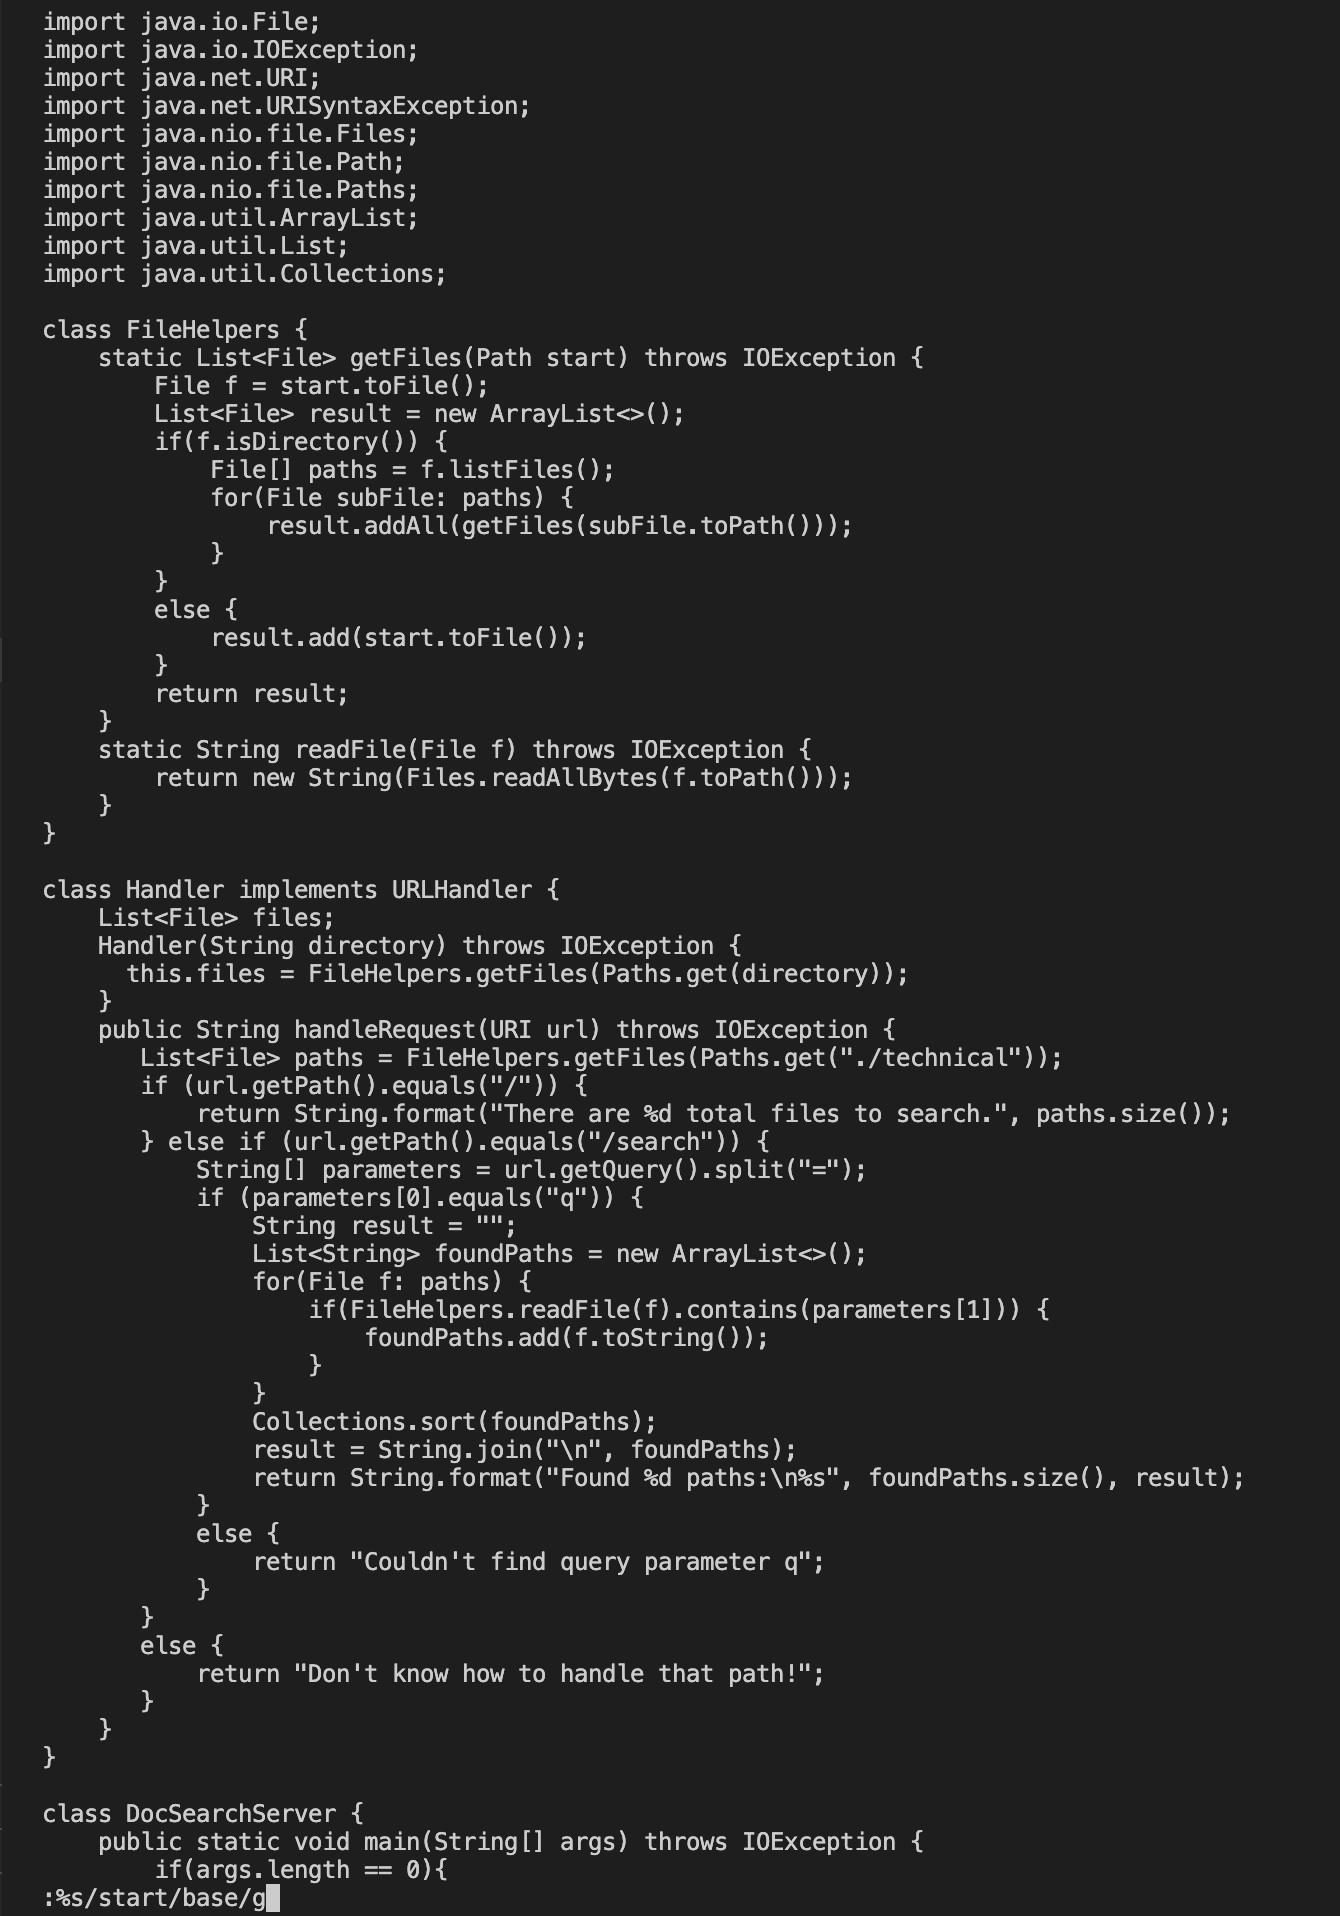 import java.io.File;
import java.io.IOException;
import java.net.URI;
import java.net.URISyntaxException;
import java.nio.file.Files;
import java.nio.file.Path;
import java.nio.file.Paths;
import java.util.ArrayList;
import java.util.List;
import java.util.Collections;

class FileHelpers {
    static List<File> getFiles(Path start) throws IOException {
        File f = start.toFile();
        List<File> result = new ArrayList<>();
        if(f.isDirectory()) {
            File[] paths = f.listFiles();
            for(File subFile: paths) {
                result.addAll(getFiles(subFile.toPath()));
            }
        }
        else {
            result.add(start.toFile());
        }
        return result;
    }
    static String readFile(File f) throws IOException {
        return new String(Files.readAllBytes(f.toPath()));
    }
}

class Handler implements URLHandler {
    List<File> files;
    Handler(String directory) throws IOException {
      this.files = FileHelpers.getFiles(Paths.get(directory));
    }
    public String handleRequest(URI url) throws IOException {
       List<File> paths = FileHelpers.getFiles(Paths.get("./technical"));
       if (url.getPath().equals("/")) {
           return String.format("There are %d total files to search.", paths.size());
       } else if (url.getPath().equals("/search")) {
           String[] parameters = url.getQuery().split("=");
           if (parameters[0].equals("q")) {
               String result = "";
               List<String> foundPaths = new ArrayList<>();
               for(File f: paths) {
                   if(FileHelpers.readFile(f).contains(parameters[1])) {
                       foundPaths.add(f.toString());
                   }
               }
               Collections.sort(foundPaths);
               result = String.join("\n", foundPaths);
               return String.format("Found %d paths:\n%s", foundPaths.size(), result);
           }
           else {
               return "Couldn't find query parameter q";
           }
       }
       else {
           return "Don't know how to handle that path!";
       }
    }
}

class DocSearchServer {
    public static void main(String[] args) throws IOException {
        if(args.length == 0){
:%s/start/base/g